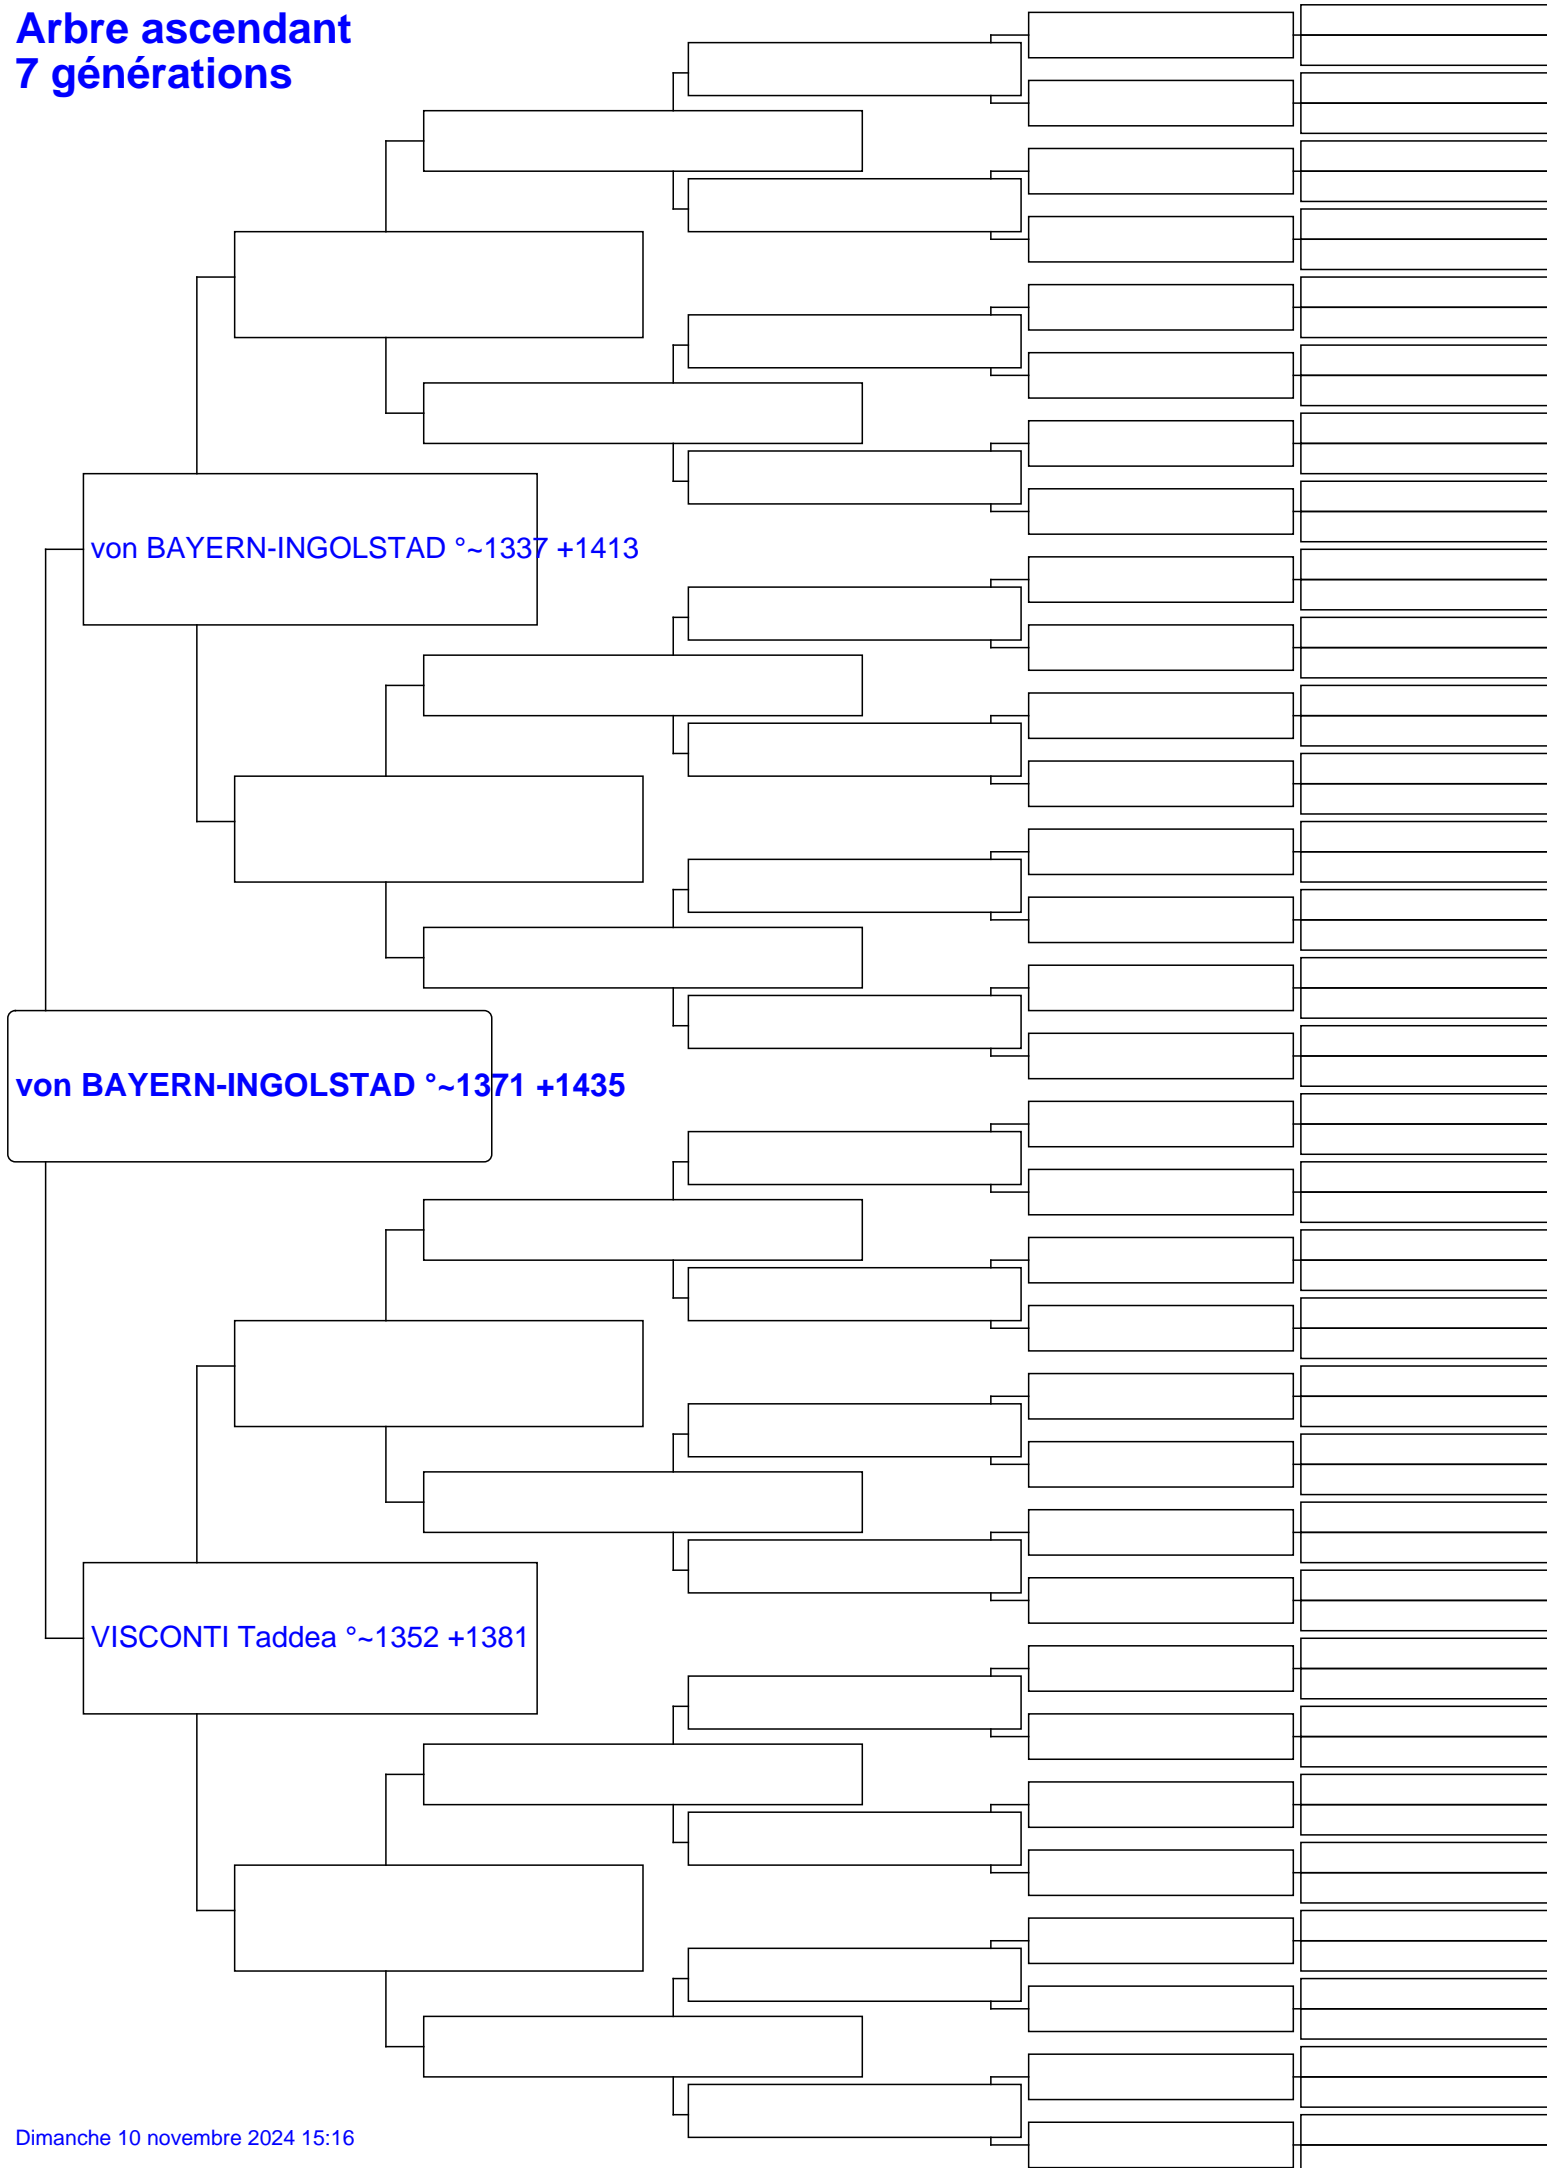 Arbre ascendant
7 générations
von BAYERN-INGOLSTAD °~1337 +1413
von BAYERN-INGOLSTAD °~1371 +1435
VISCONTI Taddea °~1352 +1381
Dimanche 10 novembre 2024 15:16